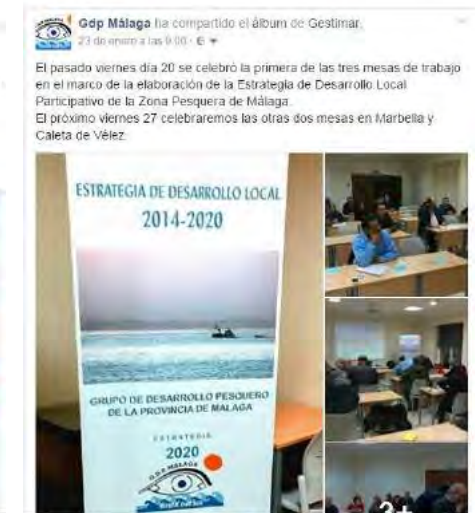 Gdp Málaga ha compartido el álbum de Gestimar.
23 de enero a las 9:00 ·
El pasado viernes día 20 se celebró la primera de las tres mesas de trabajo
en el marco de la elaboración de la Estrategia de Desarrollo Local
Participativo de la Zona Pesquera de Málaga.
El próximo viernes 27 celebraremos las otras dos mesas en Marbella y
Caleta de Vélez.
ESTRATEGIA DE DESARROLLO LOCAL
2014-2020
GRUPO DE DESARROLLO PESQUERO
DE LA PROVINCIA DE MALAGA
ESTRATEGIA
2020
G.D.P. MÁLAGA